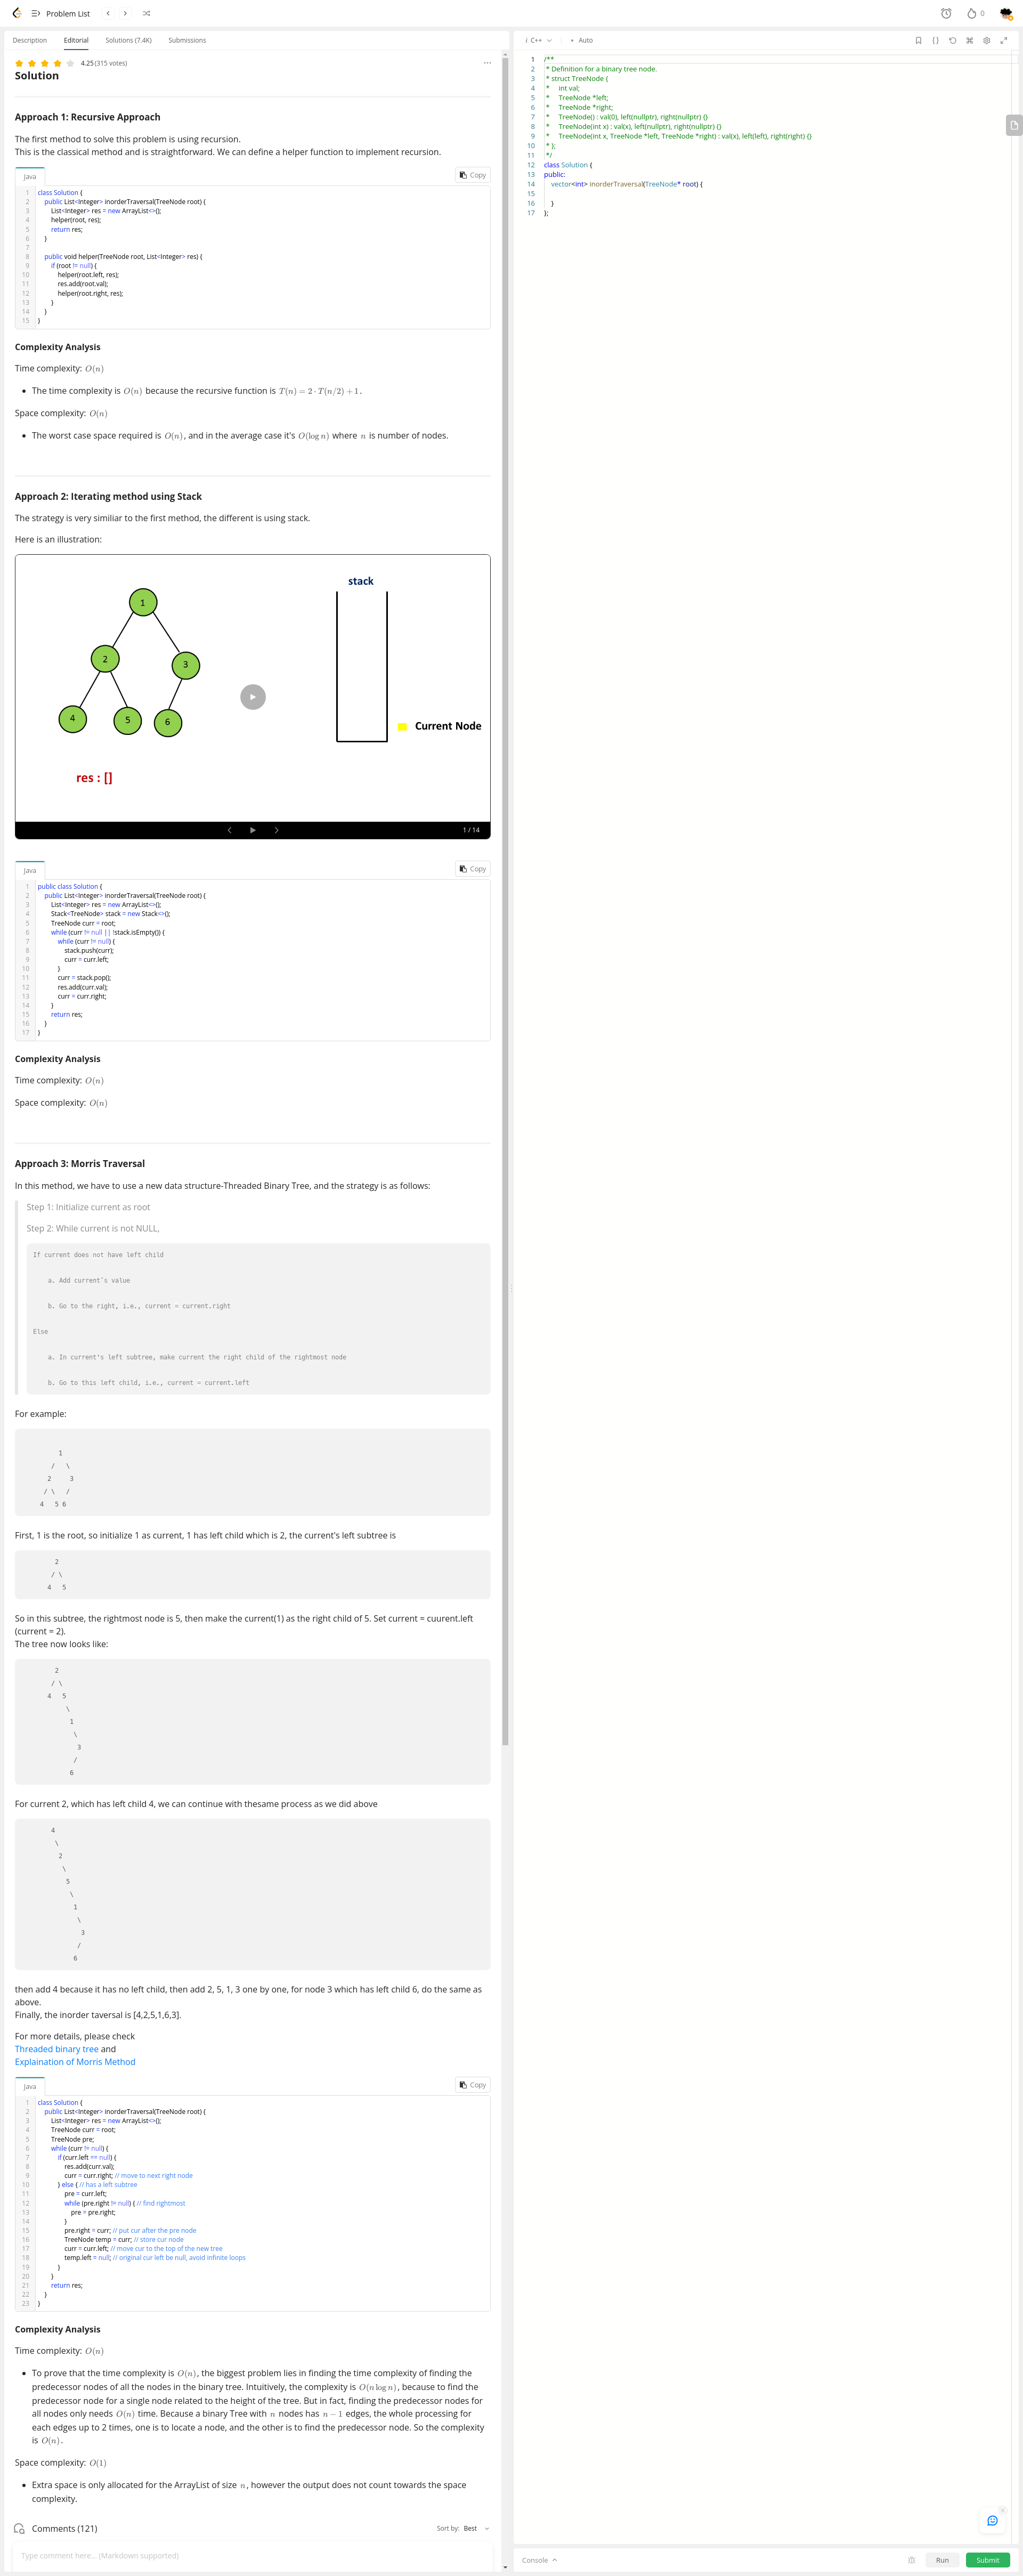 Problem List
0
Description Editorial Solutions (7.4K) Submissions
4.25 (315 votes)
Solution
Approach 1: Recursive Approach
The first method to solve this problem is using recursion.
This is the classical method and is straightforward. We can define a helper function to implement recursion.
Java
Copy
1 class Solution {
2 public List<Integer> inorderTraversal(TreeNode root) {
3 List<Integer> res = new ArrayList<>();
4 helper(root, res);
5 return res;
6 }
7
8 public void helper(TreeNode root, List<Integer> res) {
9 if (root != null) {
10 helper(root.left, res);
11 res.add(root.val);
12 helper(root.right, res);
13 }
14 }
15 }
Complexity Analysis
Time complexity: O(n)
• The time complexity is O(n) because the recursive function is T(n) = 2 · T(n/2) + 1.
Space complexity: O(n)
• The worst case space required is O(n), and in the average case it's O(log n) where n is number of nodes.
Approach 2: Iterating method using Stack
The strategy is very similiar to the first method, the different is using stack.
Here is an illustration:
stack
1
2
3
4
5
6
Current Node
res : []
1 / 14
Java
Copy
1 public class Solution {
2 public List<Integer> inorderTraversal(TreeNode root) {
3 List<Integer> res = new ArrayList<>();
4 Stack<TreeNode> stack = new Stack<>();
5 TreeNode curr = root;
6 while (curr != null || !stack.isEmpty()) {
7 while (curr != null) {
8 stack.push(curr);
9 curr = curr.left;
10 }
11 curr = stack.pop();
12 res.add(curr.val);
13 curr = curr.right;
14 }
15 return res;
16 }
17 }
Complexity Analysis
Time complexity: O(n)
Space complexity: O(n)
Approach 3: Morris Traversal
In this method, we have to use a new data structure-Threaded Binary Tree, and the strategy is as follows:
Step 1: Initialize current as root
Step 2: While current is not NULL,
If current does not have left child
a. Add current's value
b. Go to the right, i.e., current = current.right
Else
a. In current's left subtree, make current the right child of the rightmost node
b. Go to this left child, i.e., current = current.left
For example:
1
/ \
2 3
/ \ /
4 5 6
First, 1 is the root, so initialize 1 as current, 1 has left child which is 2, the current's left subtree is
2
/ \
4 5
So in this subtree, the rightmost node is 5, then make the current(1) as the right child of 5. Set current = cuurent.left
(current = 2).
The tree now looks like:
2
/ \
4 5
\
1
\
3
/
6
For current 2, which has left child 4, we can continue with thesame process as we did above
4
\
2
\
5
\
1
\
3
/
6
then add 4 because it has no left child, then add 2, 5, 1, 3 one by one, for node 3 which has left child 6, do the same as
above.
Finally, the inorder taversal is [4,2,5,1,6,3].
For more details, please check
Threaded binary tree and
Explaination of Morris Method
Java
Copy
1 class Solution {
2 public List<Integer> inorderTraversal(TreeNode root) {
3 List<Integer> res = new ArrayList<>();
4 TreeNode curr = root;
5 TreeNode pre;
6 while (curr != null) {
7 if (curr.left == null) {
8 res.add(curr.val);
9 curr = curr.right; // move to next right node
10 } else { // has a left subtree
11 pre = curr.left;
12 while (pre.right != null) { // find rightmost
13 pre = pre.right;
14 }
15 pre.right = curr; // put cur after the pre node
16 TreeNode temp = curr; // store cur node
17 curr = curr.left; // move cur to the top of the new tree
18 temp.left = null; // original cur left be null, avoid infinite loops
19 }
20 }
21 return res;
22 }
23 }
Complexity Analysis
Time complexity: O(n)
• To prove that the time complexity is O(n), the biggest problem lies in finding the time complexity of finding the
predecessor nodes of all the nodes in the binary tree. Intuitively, the complexity is O(n log n), because to find the
predecessor node for a single node related to the height of the tree. But in fact, finding the predecessor nodes for
all nodes only needs O(n) time. Because a binary Tree with n nodes has n − 1 edges, the whole processing for
each edges up to 2 times, one is to locate a node, and the other is to find the predecessor node. So the complexity
is O(n).
Space complexity: O(1)
• Extra space is only allocated for the ArrayList of size n, however the output does not count towards the space
complexity.
Comments (121)
Sort by: Best
Type comment here... (Markdown supported)
i C++ • Auto
1 /**
2 * Definition for a binary tree node.
3 * struct TreeNode {
4 * int val;
5 * TreeNode *left;
6 * TreeNode *right;
7 * TreeNode() : val(0), left(nullptr), right(nullptr) {}
8 * TreeNode(int x) : val(x), left(nullptr), right(nullptr) {}
9 * TreeNode(int x, TreeNode *left, TreeNode *right) : val(x), left(left), right(right) {}
10 * };
11 */
12 class Solution {
13 public:
14 vector<int> inorderTraversal(TreeNode* root) {
15
16 }
17 };
Console
Run
Submit